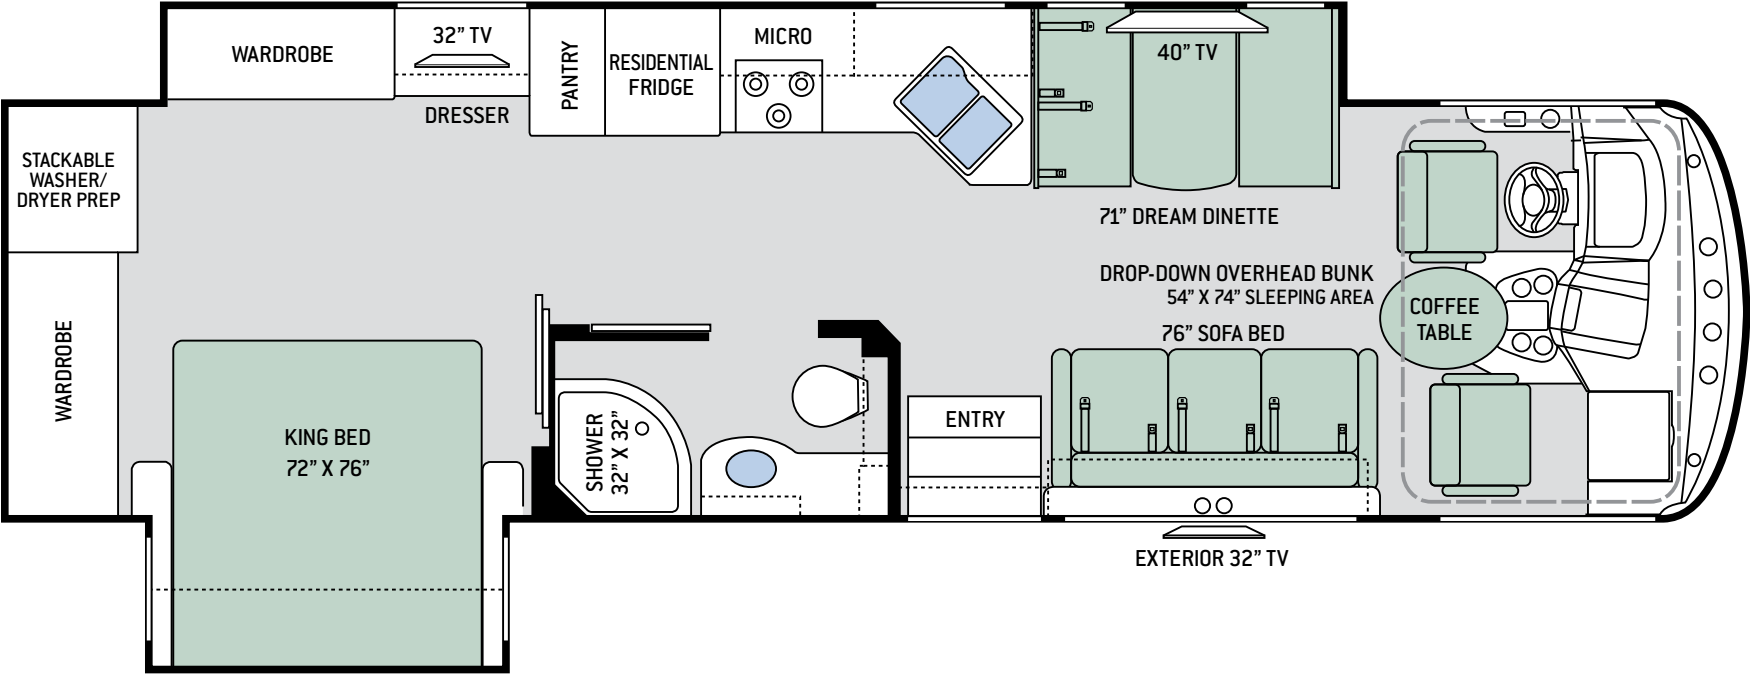 WARDROBE
32” TV
DRESSER
PANTRY
RESIDENTIAL
FRIDGE
MICRO
40” TV
STACKABLE
WASHER/
DRYER PREP
71” DREAM DINETTE
DROP-DOWN OVERHEAD BUNK
54” X 74” SLEEPING AREA
76” SOFA BED
COFFEE
TABLE
WARDROBE
KING BED
72” X 76”
SHOWER
32” X 32”
ENTRY
EXTERIOR 32” TV